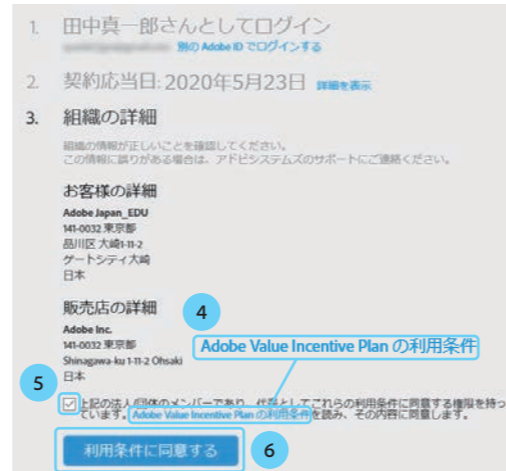 1. 田中真一郎さんとしてログイン
別の Adobe ID でログインする
2. 契約応当日: 2020年5月23日 詳細を表示
3. 組織の詳細
組織の情報が正しいことを確認してください。
この情報に誤りがある場合は、アドビシステムズのサポートにご連絡ください。
お客様の詳細
Adobe Japan_EDU
141-0032 東京都
品川区 大崎1-11-2
ゲートシティ大崎
日本
販売店の詳細
4
Adobe Inc.
141-0032 東京都
Adobe Value Incentive Plan の利用条件
Shinagawa-ku 1-11-2 Ohsaki
日本
5
上記の法人/団体のメンバーであり、代表としてこれらの利用条件に同意する権限を持っ
ています。Adobe Value Incentive Plan の利用条件を読み、その内容に同意します。
利用条件に同意する 6